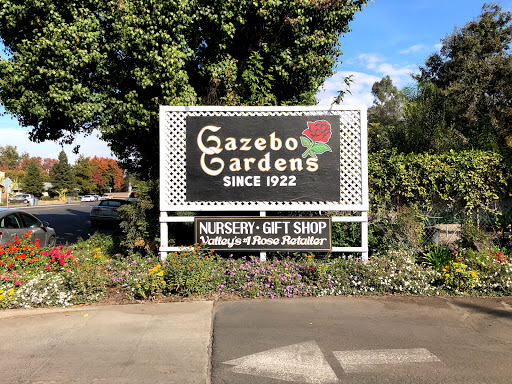 Gazebo
Gardens
SINCE 1922
NURSERY · GIFT SHOP
Valley's #1 Rose Retailer